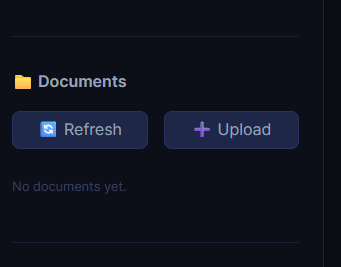 Documents
Refresh
Upload
No documents yet.